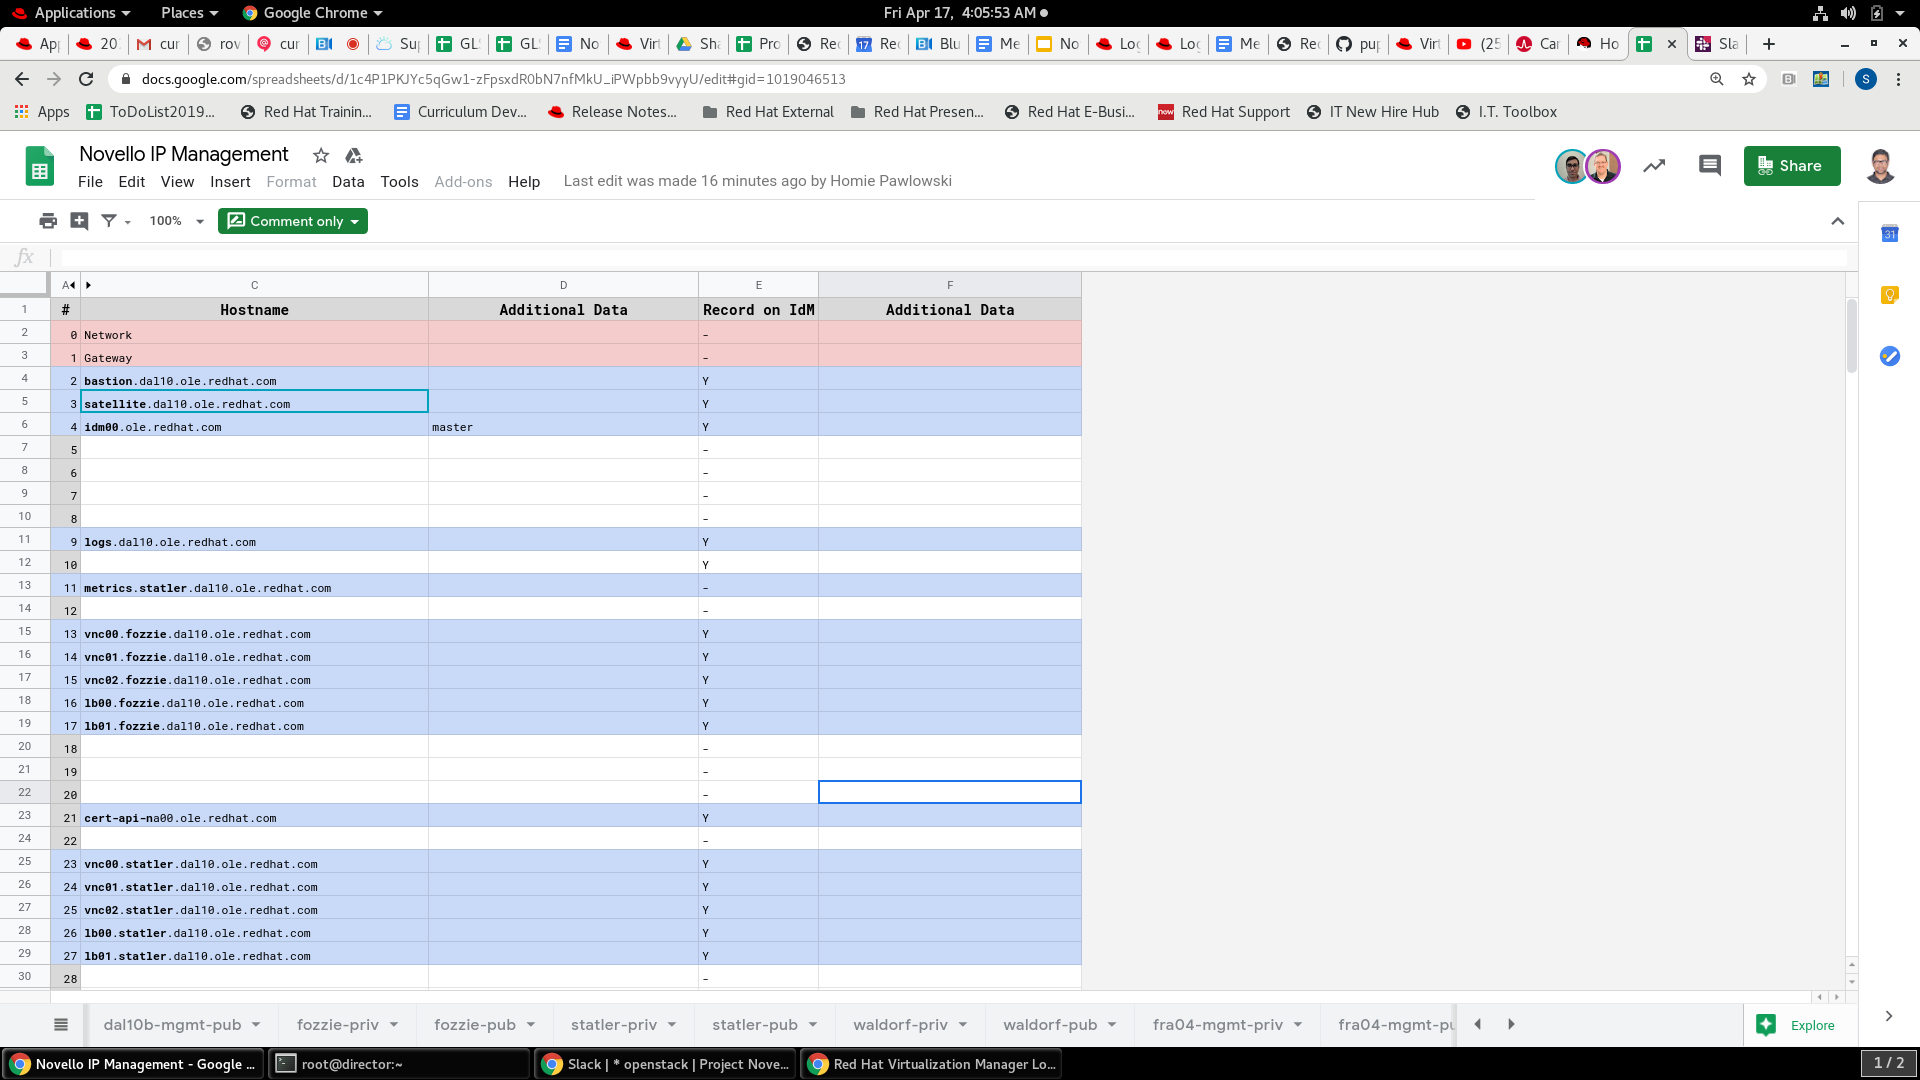 Applications Places Google Chrome Fri Apr 17, 4:05:53 AM
Ap 20 cur rov cur Su GL GL No Virt Sh Pro Re 17 Re Blu Me No Log Log Me Re pu Virt (25 Car Ho Sla
docs.google.com/spreadsheets/d/1c4P1PKJYc5qGw1-zFpsxdR0bN7nfMkU_iPWpbb9vyyU/edit#gid=1019046513 S
Apps ToDoList2019... Red Hat Trainin... Curriculum Dev... Release Notes... Red Hat External Red Hat Presen... Red Hat E-Busi... now Red Hat Support IT New Hire Hub I.T. Toolbox
Novello IP Management
File Edit View Insert Format Data Tools Add-ons Help Last edit was made 16 minutes ago by Homie Pawlowski
Share
100% Comment only
31
fx
A C D E F
1 # Hostname Additional Data Record on IdM Additional Data
2 0 Network -
3 1 Gateway -
4 2 bastion.dal10.ole.redhat.com Y
5 3 satellite.dal10.ole.redhat.com Y
6 4 idm00.ole.redhat.com master Y
7 5 -
8 6 -
9 7 -
10 8 -
11 9 logs.dal10.ole.redhat.com Y
12 10 Y
13 11 metrics.statler.dal10.ole.redhat.com -
14 12 -
15 13 vnc00.fozzie.dal10.ole.redhat.com Y
16 14 vnc01.fozzie.dal10.ole.redhat.com Y
17 15 vnc02.fozzie.dal10.ole.redhat.com Y
18 16 lb00.fozzie.dal10.ole.redhat.com Y
19 17 lb01.fozzie.dal10.ole.redhat.com Y
20 18 -
21 19 -
22 20 -
23 21 cert-api-na00.ole.redhat.com Y
24 22 -
25 23 vnc00.statler.dal10.ole.redhat.com Y
26 24 vnc01.statler.dal10.ole.redhat.com Y
27 25 vnc02.statler.dal10.ole.redhat.com Y
28 26 lb00.statler.dal10.ole.redhat.com Y
29 27 lb01.statler.dal10.ole.redhat.com Y
30 28 -
dal10b-mgmt-pub fozzie-priv fozzie-pub statler-priv statler-pub waldorf-priv waldorf-pub fra04-mgmt-priv fra04-mgmt-pu Explore
Novello IP Management - Google ... root@director:~ Slack | * openstack | Project Nove... Red Hat Virtualization Manager Lo... 1 / 2